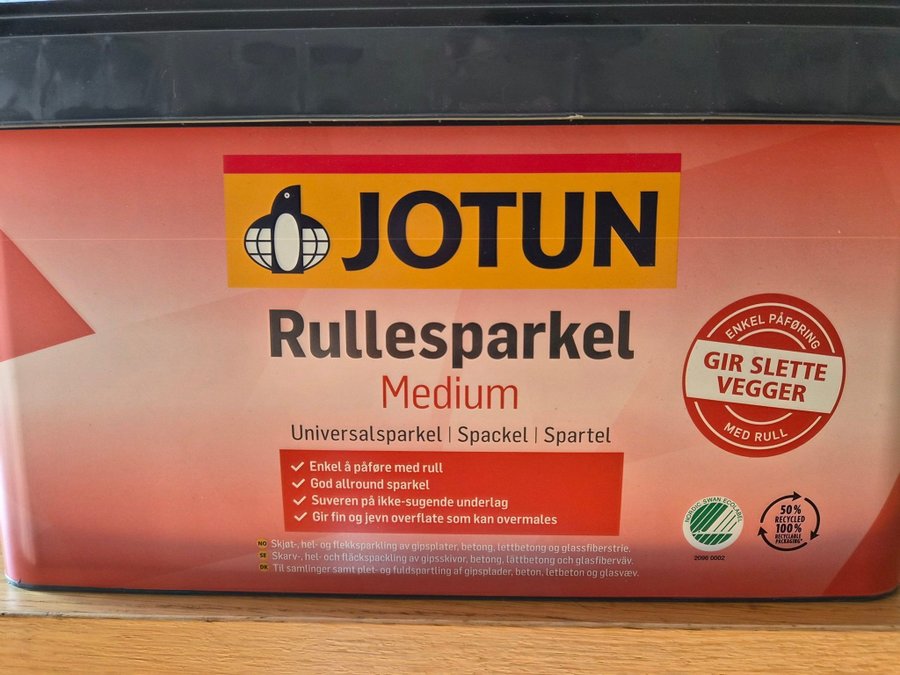 JOTUN
Rullesparkel
Medium
Universalsparkel | Spackel | Spartel
Enkel å påføre med rull
God allround sparkel
Suveren på ikke-sugende underlag
Gir fin og jevn overflate som kan overmales
NO Skjøt-, hel- og flekksparkling av gipsplater, betong, lettbetong og glassfiberstrie.
SE Skarv-, hel- och fläckspackling av gipsskivor, betong, lättbetong och glasfiberväv.
DK Til samlinger samt plet- og fuldspartling af gipsplader, beton, letbeton og glasvæv.
ENKEL PÅFØRING
GIR SLETTE
VEGGER
MED RULL
NORDIC SWAN ECOLABEL
2096 0002
50%
RECYCLED
100%
RECYCLABLE
PACKAGING*